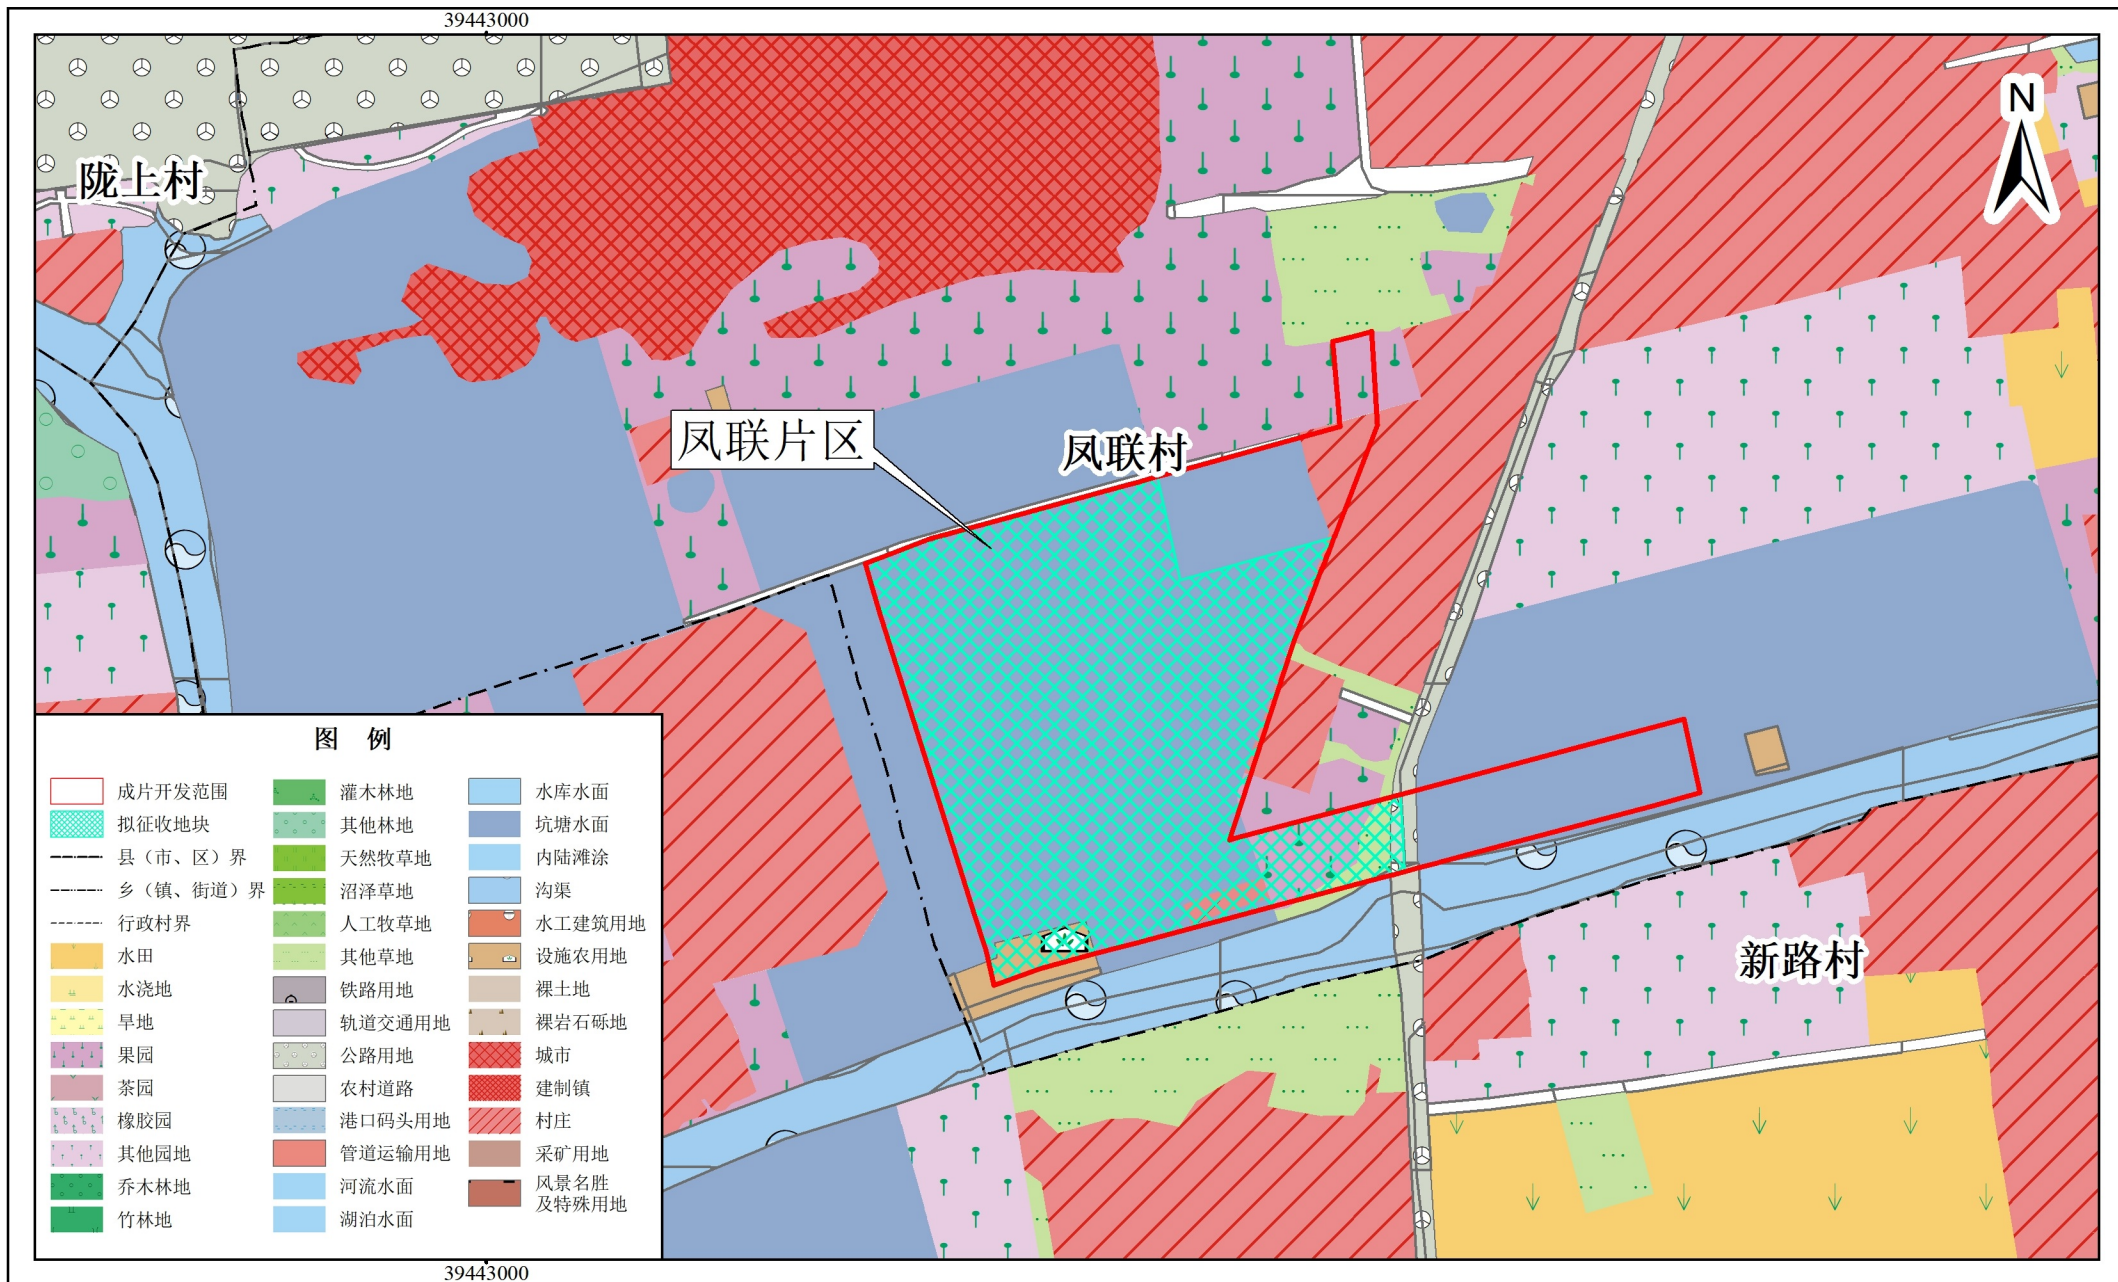 39443000
N
陇上村
凤联片区
凤联村
新路村
图 例
成片开发范围
拟征收地块
县（市、区）界
乡（镇、街道）界
行政村界
水田
水浇地
旱地
果园
茶园
橡胶园
其他园地
乔木林地
竹林地
灌木林地
其他林地
天然牧草地
沼泽草地
人工牧草地
其他草地
铁路用地
轨道交通用地
公路用地
农村道路
港口码头用地
管道运输用地
河流水面
湖泊水面
水库水面
坑塘水面
内陆滩涂
沟渠
水工建筑用地
设施农用地
裸土地
裸岩石砾地
城市
建制镇
村庄
采矿用地
风景名胜
及特殊用地
39443000